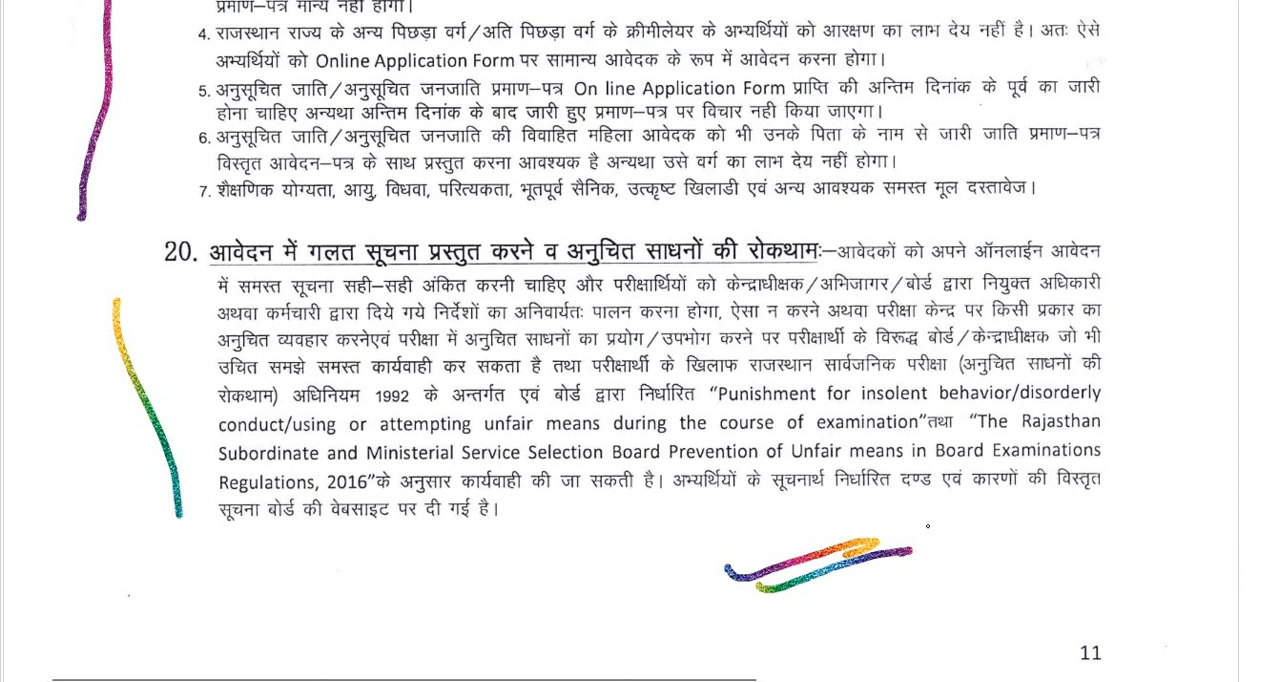 प्रमाण–पत्र मान्य नहीं होगा।
4. राजस्थान राज्य के अन्य पिछड़ा वर्ग/अति पिछड़ा वर्ग के क्रीमीलेयर के अभ्यर्थियों को आरक्षण का लाभ देय नहीं है। अतः ऐसे
अभ्यर्थियों को Online Application Form पर सामान्य आवेदक के रूप में आवेदन करना होगा।
5. अनुसूचित जाति/अनुसूचित जनजाति प्रमाण–पत्र On line Application Form प्राप्ति की अन्तिम दिनांक के पूर्व का जारी
होना चाहिए अन्यथा अन्तिम दिनांक के बाद जारी हुए प्रमाण–पत्र पर विचार नही किया जाएगा।
6. अनुसूचित जाति/अनुसूचित जनजाति की विवाहित महिला आवेदक को भी उनके पिता के नाम से जारी जाति प्रमाण–पत्र
विस्तृत आवेदन–पत्र के साथ प्रस्तुत करना आवश्यक है अन्यथा उसे वर्ग का लाभ देय नहीं होगा।
7. शैक्षणिक योग्यता, आयु, विधवा, परित्यकता, भूतपूर्व सैनिक, उत्कृष्ट खिलाडी एवं अन्य आवश्यक समस्त मूल दस्तावेज।
20. आवेदन में गलत सूचना प्रस्तुत करने व अनुचित साधनों की रोकथामः–आवेदकों को अपने ऑनलाईन आवेदन
में समस्त सूचना सही–सही अंकित करनी चाहिए और परीक्षार्थियों को केन्द्राधीक्षक/अभिजागर/बोर्ड द्वारा नियुक्त अधिकारी
अथवा कर्मचारी द्वारा दिये गये निर्देशों का अनिवार्यतः पालन करना होगा, ऐसा न करने अथवा परीक्षा केन्द्र पर किसी प्रकार का
अनुचित व्यवहार करनेएवं परीक्षा में अनुचित साधनों का प्रयोग/उपभोग करने पर परीक्षार्थी के विरूद्ध बोर्ड/केन्द्राधीक्षक जो भी
उचित समझे समस्त कार्यवाही कर सकता है तथा परीक्षार्थी के खिलाफ राजस्थान सार्वजनिक परीक्षा (अनुचित साधनों की
रोकथाम) अधिनियम 1992 के अन्तर्गत एवं बोर्ड द्वारा निर्धारित “Punishment for insolent behavior/disorderly
conduct/using or attempting unfair means during the course of examination”तथा “The Rajasthan
Subordinate and Ministerial Service Selection Board Prevention of Unfair means in Board Examinations
Regulations, 2016”के अनुसार कार्यवाही की जा सकती है। अभ्यर्थियों के सूचनार्थ निर्धारित दण्ड एवं कारणों की विस्तृत
सूचना बोर्ड की वेबसाइट पर दी गई है।
11